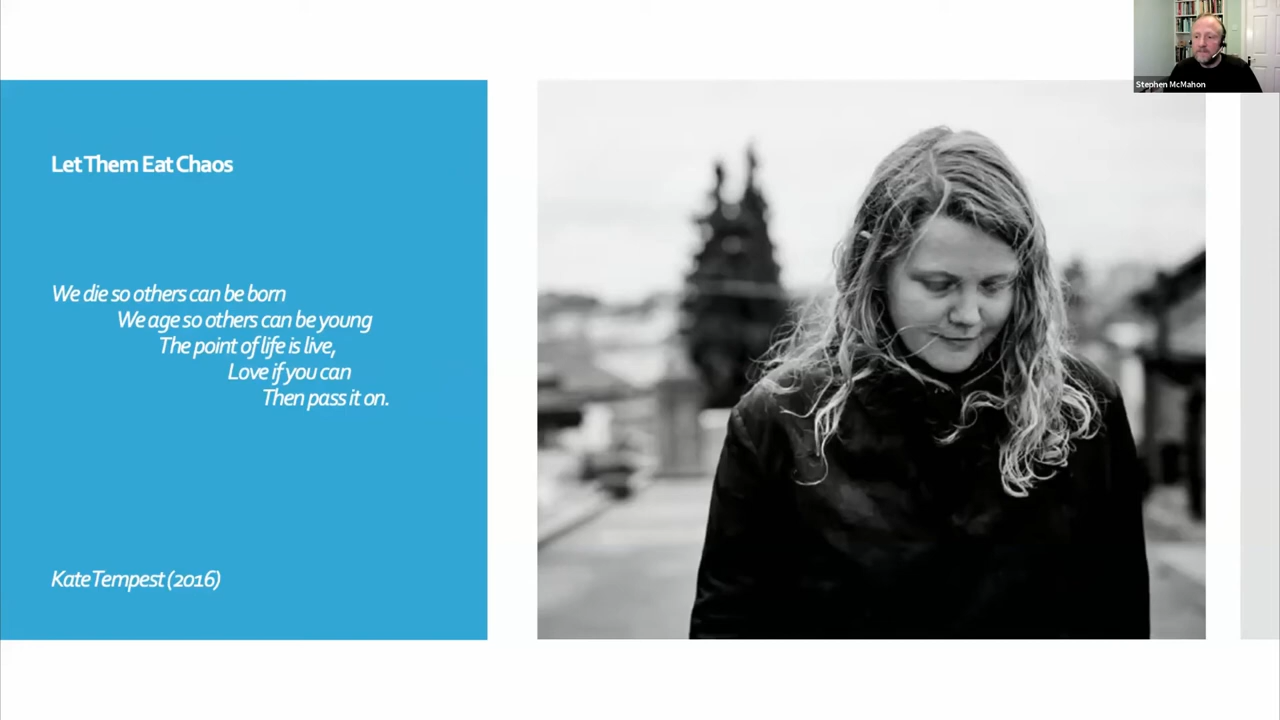 Let Them Eat Chaos
We die so others can be born
We age so others can be young
The point of life is live,
Love if you can
Then pass it on.
Kate Tempest (2016)
Stephen McMahon